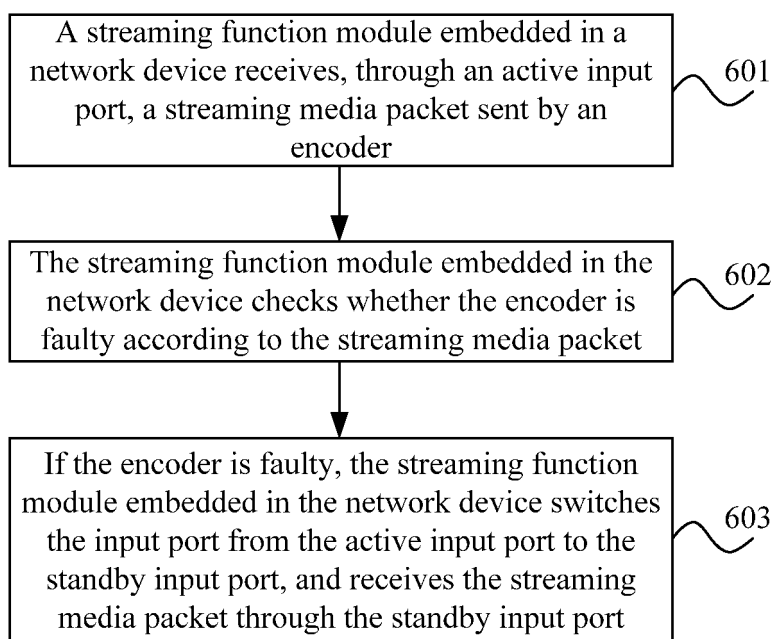 A streaming function module embedded in a
network device receives, through an active input
port, a streaming media packet sent by an
encoder
601
The streaming function module embedded in the
network device checks whether the encoder is
faulty according to the streaming media packet
602
If the encoder is faulty, the streaming function
module embedded in the network device switches
the input port from the active input port to the
standby input port, and receives the streaming
media packet through the standby input port
603